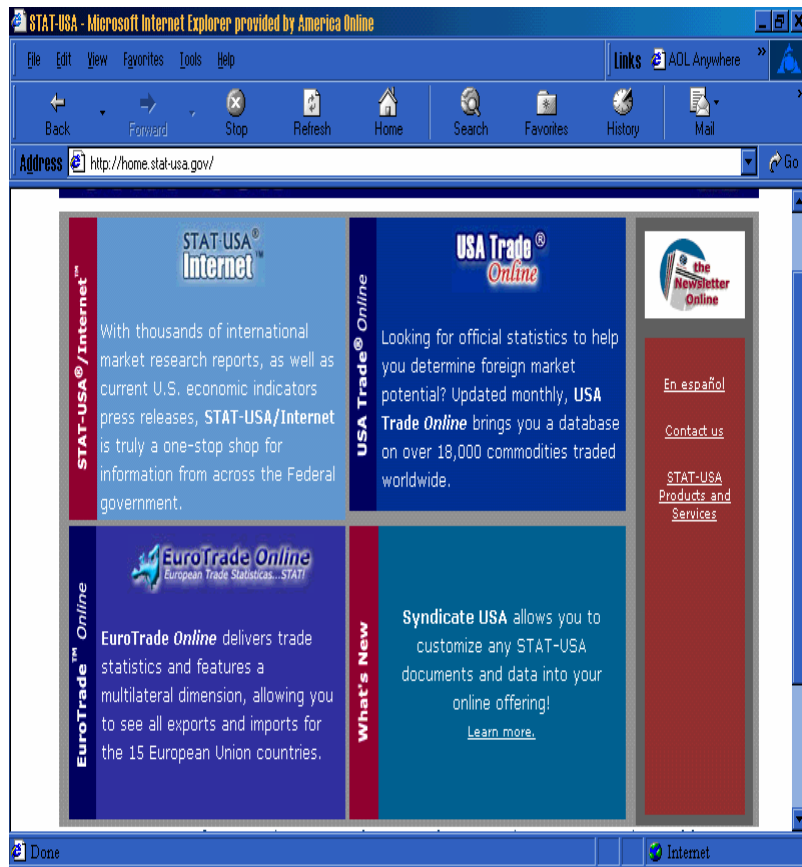 STAT-USA - Microsoft Internet Explorer provided by America Online
File Edit View Favorites Tools Help
Links AOL Anywhere »
Back Forward Stop Refresh Home Search Favorites History Mail »
Address http://home.stat-usa.gov/ Go
STAT-USA®/Internet™
STAT-USA®
Internet™
With thousands of international
market research reports, as well as
current U.S. economic indicators
press releases, STAT-USA/Internet
is truly a one-stop shop for
information from across the Federal
government.
USA Trade® Online
USA Trade ®
Online
Looking for official statistics to help
you determine foreign market
potential? Updated monthly, USA
Trade Online brings you a database
on over 18,000 commodities traded
worldwide.
the
Newsletter
Online
En español
Contact us
STAT-USA
Products and
Services
EuroTrade™ Online
EuroTrade Online
European Trade Statisticas...STAT!
EuroTrade Online delivers trade
statistics and features a
multilateral dimension, allowing you
to see all exports and imports for
the 15 European Union countries.
What's New
Syndicate USA allows you to
customize any STAT-USA
documents and data into your
online offering!
Learn more.
Done
Internet